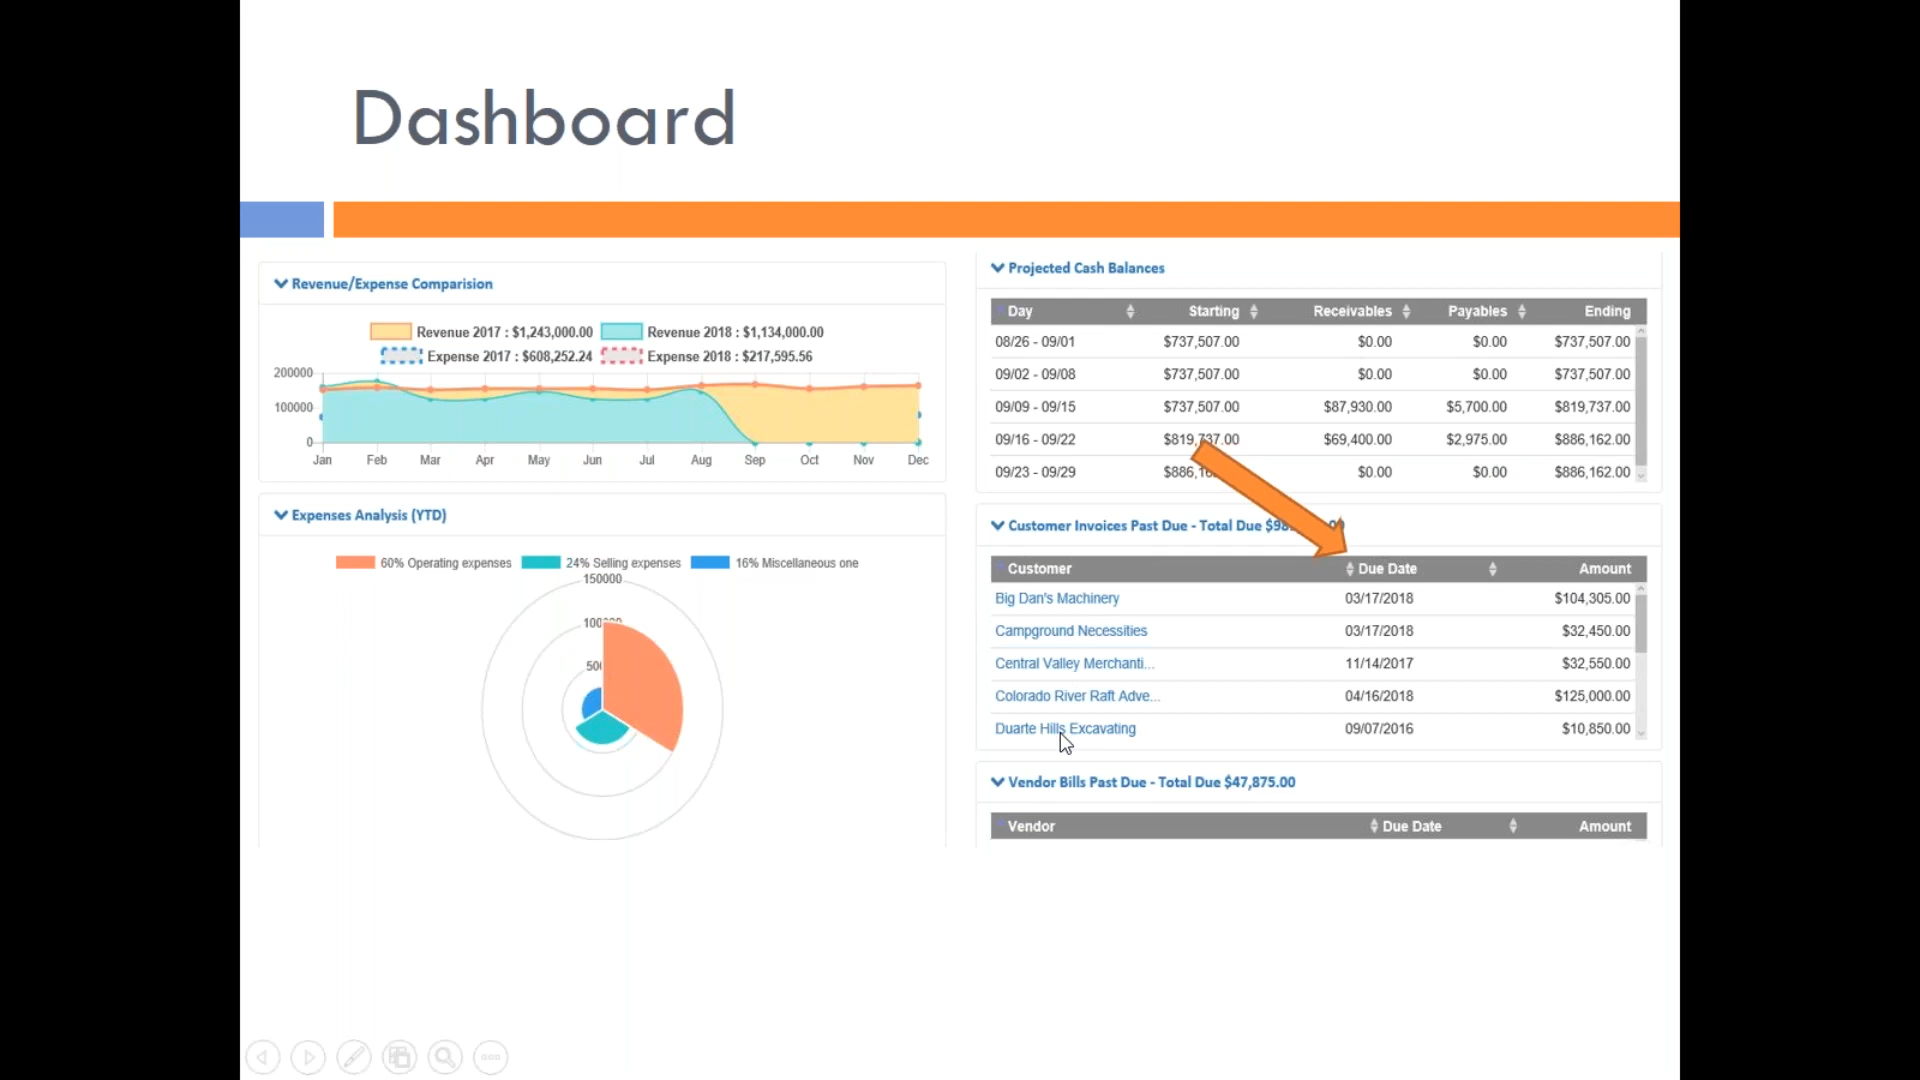 Dashboard
Revenue/Expense Comparision
Revenue 2017 : $1,243,000.00 Revenue 2018 : $1,134,000.00
Expense 2017 : $608,252.24 Expense 2018 : $217,595.56
200000
100000
0
Jan Feb Mar Apr May Jun Jul Aug Sep Oct Nov Dec
Expenses Analysis (YTD)
60% Operating expenses 24% Selling expenses 16% Miscellaneous one
150000
Projected Cash Balances
Day Starting Receivables Payables Ending
08/26 - 09/01 $737,507.00 $0.00 $0.00 $737,507.00
09/02 - 09/08 $737,507.00 $0.00 $0.00 $737,507.00
09/09 - 09/15 $737,507.00 $87,930.00 $5,700.00 $819,737.00
09/16 - 09/22 $819,737.00 $69,400.00 $2,975.00 $886,162.00
09/23 - 09/29 $0.00 $0.00 $886,162.00
Customer Invoices Past Due - Total Due
Customer Due Date Amount
Big Dan's Machinery 03/17/2018 $104,305.00
Campground Necessities 03/17/2018 $32,450.00
Central Valley Merchanti... 11/14/2017 $32,550.00
Colorado River Raft Adve... 04/16/2018 $125,000.00
Duarte Hills Excavating 09/07/2016 $10,850.00
Vendor Bills Past Due - Total Due $47,875.00
Vendor Due Date Amount